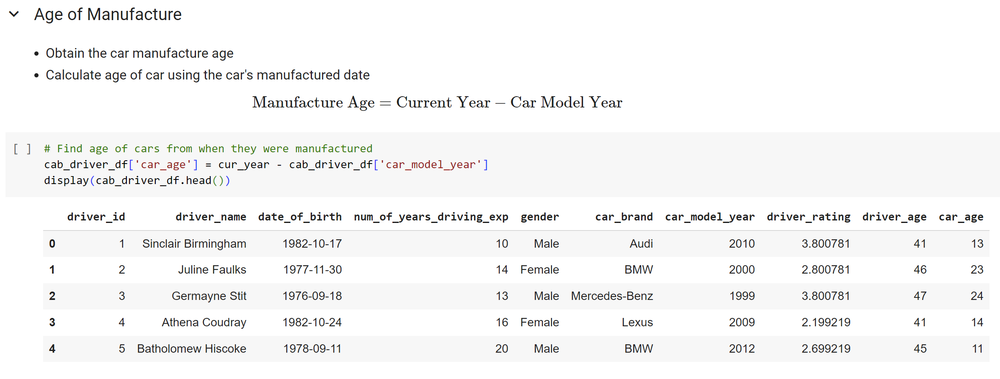 Age of Manufacture
• Obtain the car manufacture age
• Calculate age of car using the car's manufactured date
Manufacture Age = Current Year − Car Model Year
[ ] # Find age of cars from when they were manufactured
cab_driver_df['car_age'] = cur_year - cab_driver_df['car_model_year']
display(cab_driver_df.head())
driver_id driver_name date_of_birth num_of_years_driving_exp gender car_brand car_model_year driver_rating driver_age car_age
0 1 Sinclair Birmingham 1982-10-17 10 Male Audi 2010 3.800781 41 13
1 2 Juline Faulks 1977-11-30 14 Female BMW 2000 2.800781 46 23
2 3 Germayne Stit 1976-09-18 13 Male Mercedes-Benz 1999 3.800781 47 24
3 4 Athena Coudray 1982-10-24 16 Female Lexus 2009 2.199219 41 14
4 5 Batholomew Hiscoke 1978-09-11 20 Male BMW 2012 2.699219 45 11